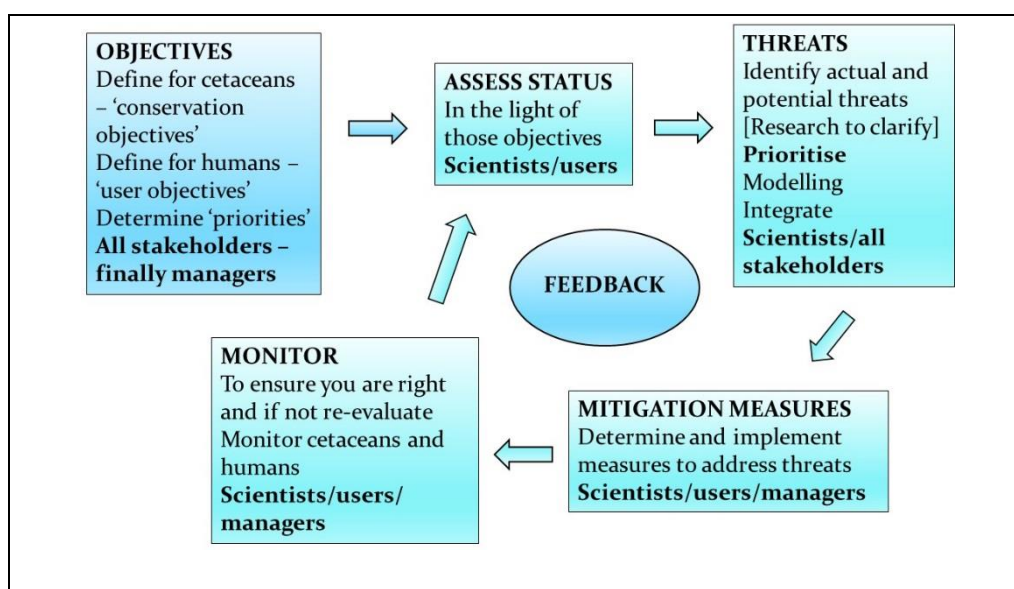 OBJECTIVES
Define for cetaceans
– ‘conservation
objectives’
Define for humans –
‘user objectives’
Determine ‘priorities’
All stakeholders –
finally managers
ASSESS STATUS
In the light of
those objectives
Scientists/users
THREATS
Identify actual and
potential threats
[Research to clarify]
Prioritise
Modelling
Integrate
Scientists/all
stakeholders
FEEDBACK
MONITOR
To ensure you are right
and if not re-evaluate
Monitor cetaceans and
humans
Scientists/users/
managers
MITIGATION MEASURES
Determine and implement
measures to address threats
Scientists/users/managers